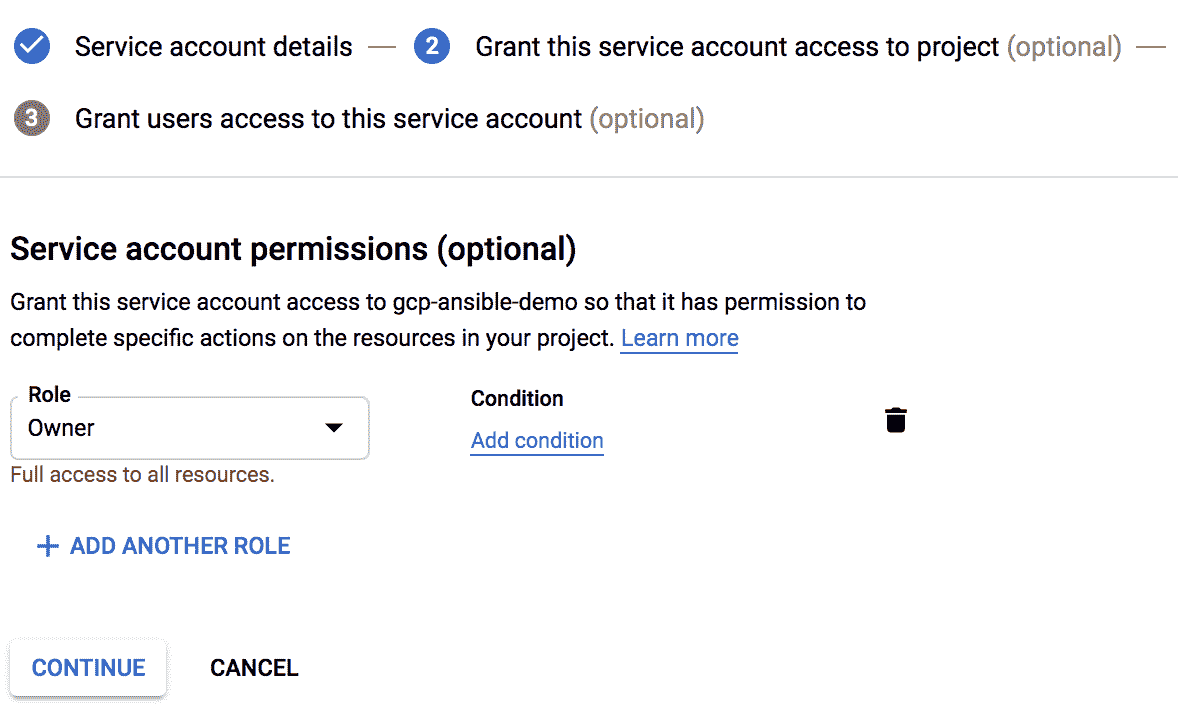 Service account details
2 Grant this service account access to project (optional)
3 Grant users access to this service account (optional)
Service account permissions (optional)
Grant this service account access to gcp-ansible-demo so that it has permission to
complete specific actions on the resources in your project. Learn more
Role
Owner
Full access to all resources.
Condition
Add condition
ADD ANOTHER ROLE
CONTINUE
CANCEL